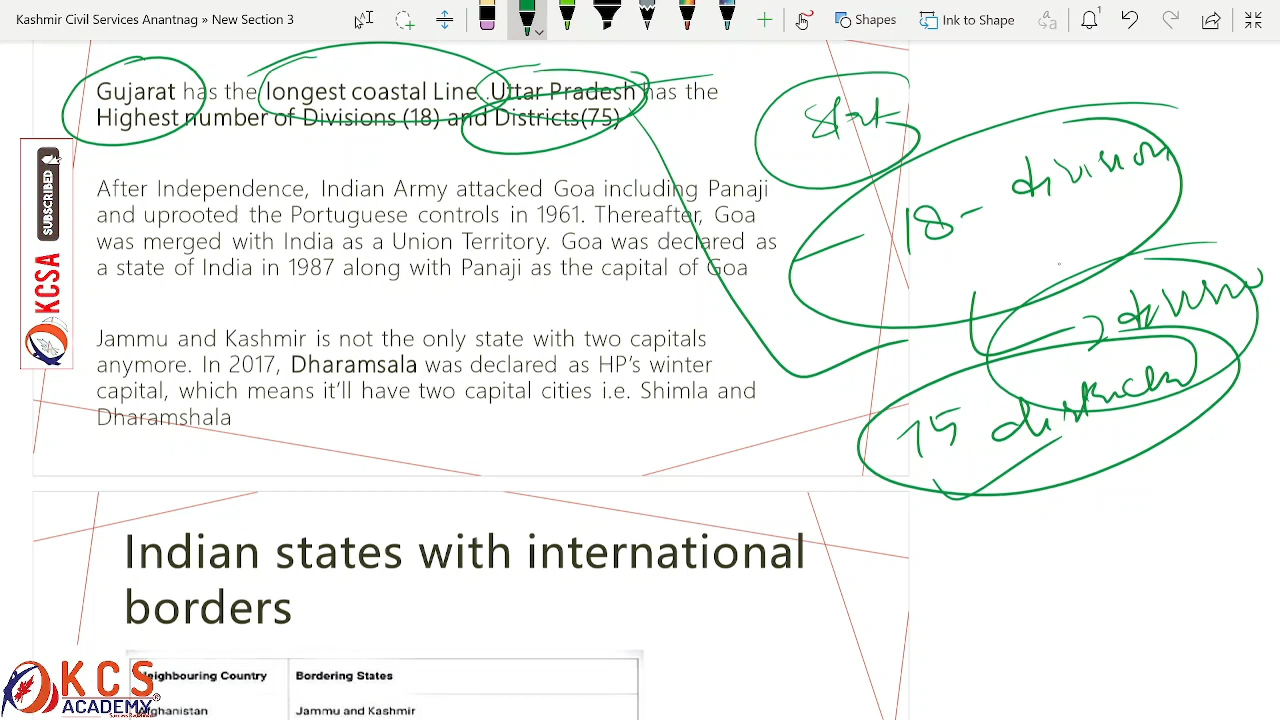 Kashmir Civil Services Anantnag » New Section 3
Shapes
Ink to Shape
1
Gujarat has the longest coastal Line .Uttar Pradesh has the
Highest number of Divisions (18) and Districts(75)
After Independence, Indian Army attacked Goa including Panaji
and uprooted the Portuguese controls in 1961. Thereafter, Goa
was merged with India as a Union Territory. Goa was declared as
a state of India in 1987 along with Panaji as the capital of Goa
Jammu and Kashmir is not the only state with two capitals
anymore. In 2017, Dharamsala was declared as HP's winter
capital, which means it'll have two capital cities i.e. Shimla and
Dharamshala
18 - division
75 districts
SUBSCRIBED
KCSA
Indian states with international
borders
Neighbouring Country
Bordering States
Afghanistan
Jammu and Kashmir
KCS
ACADEMY